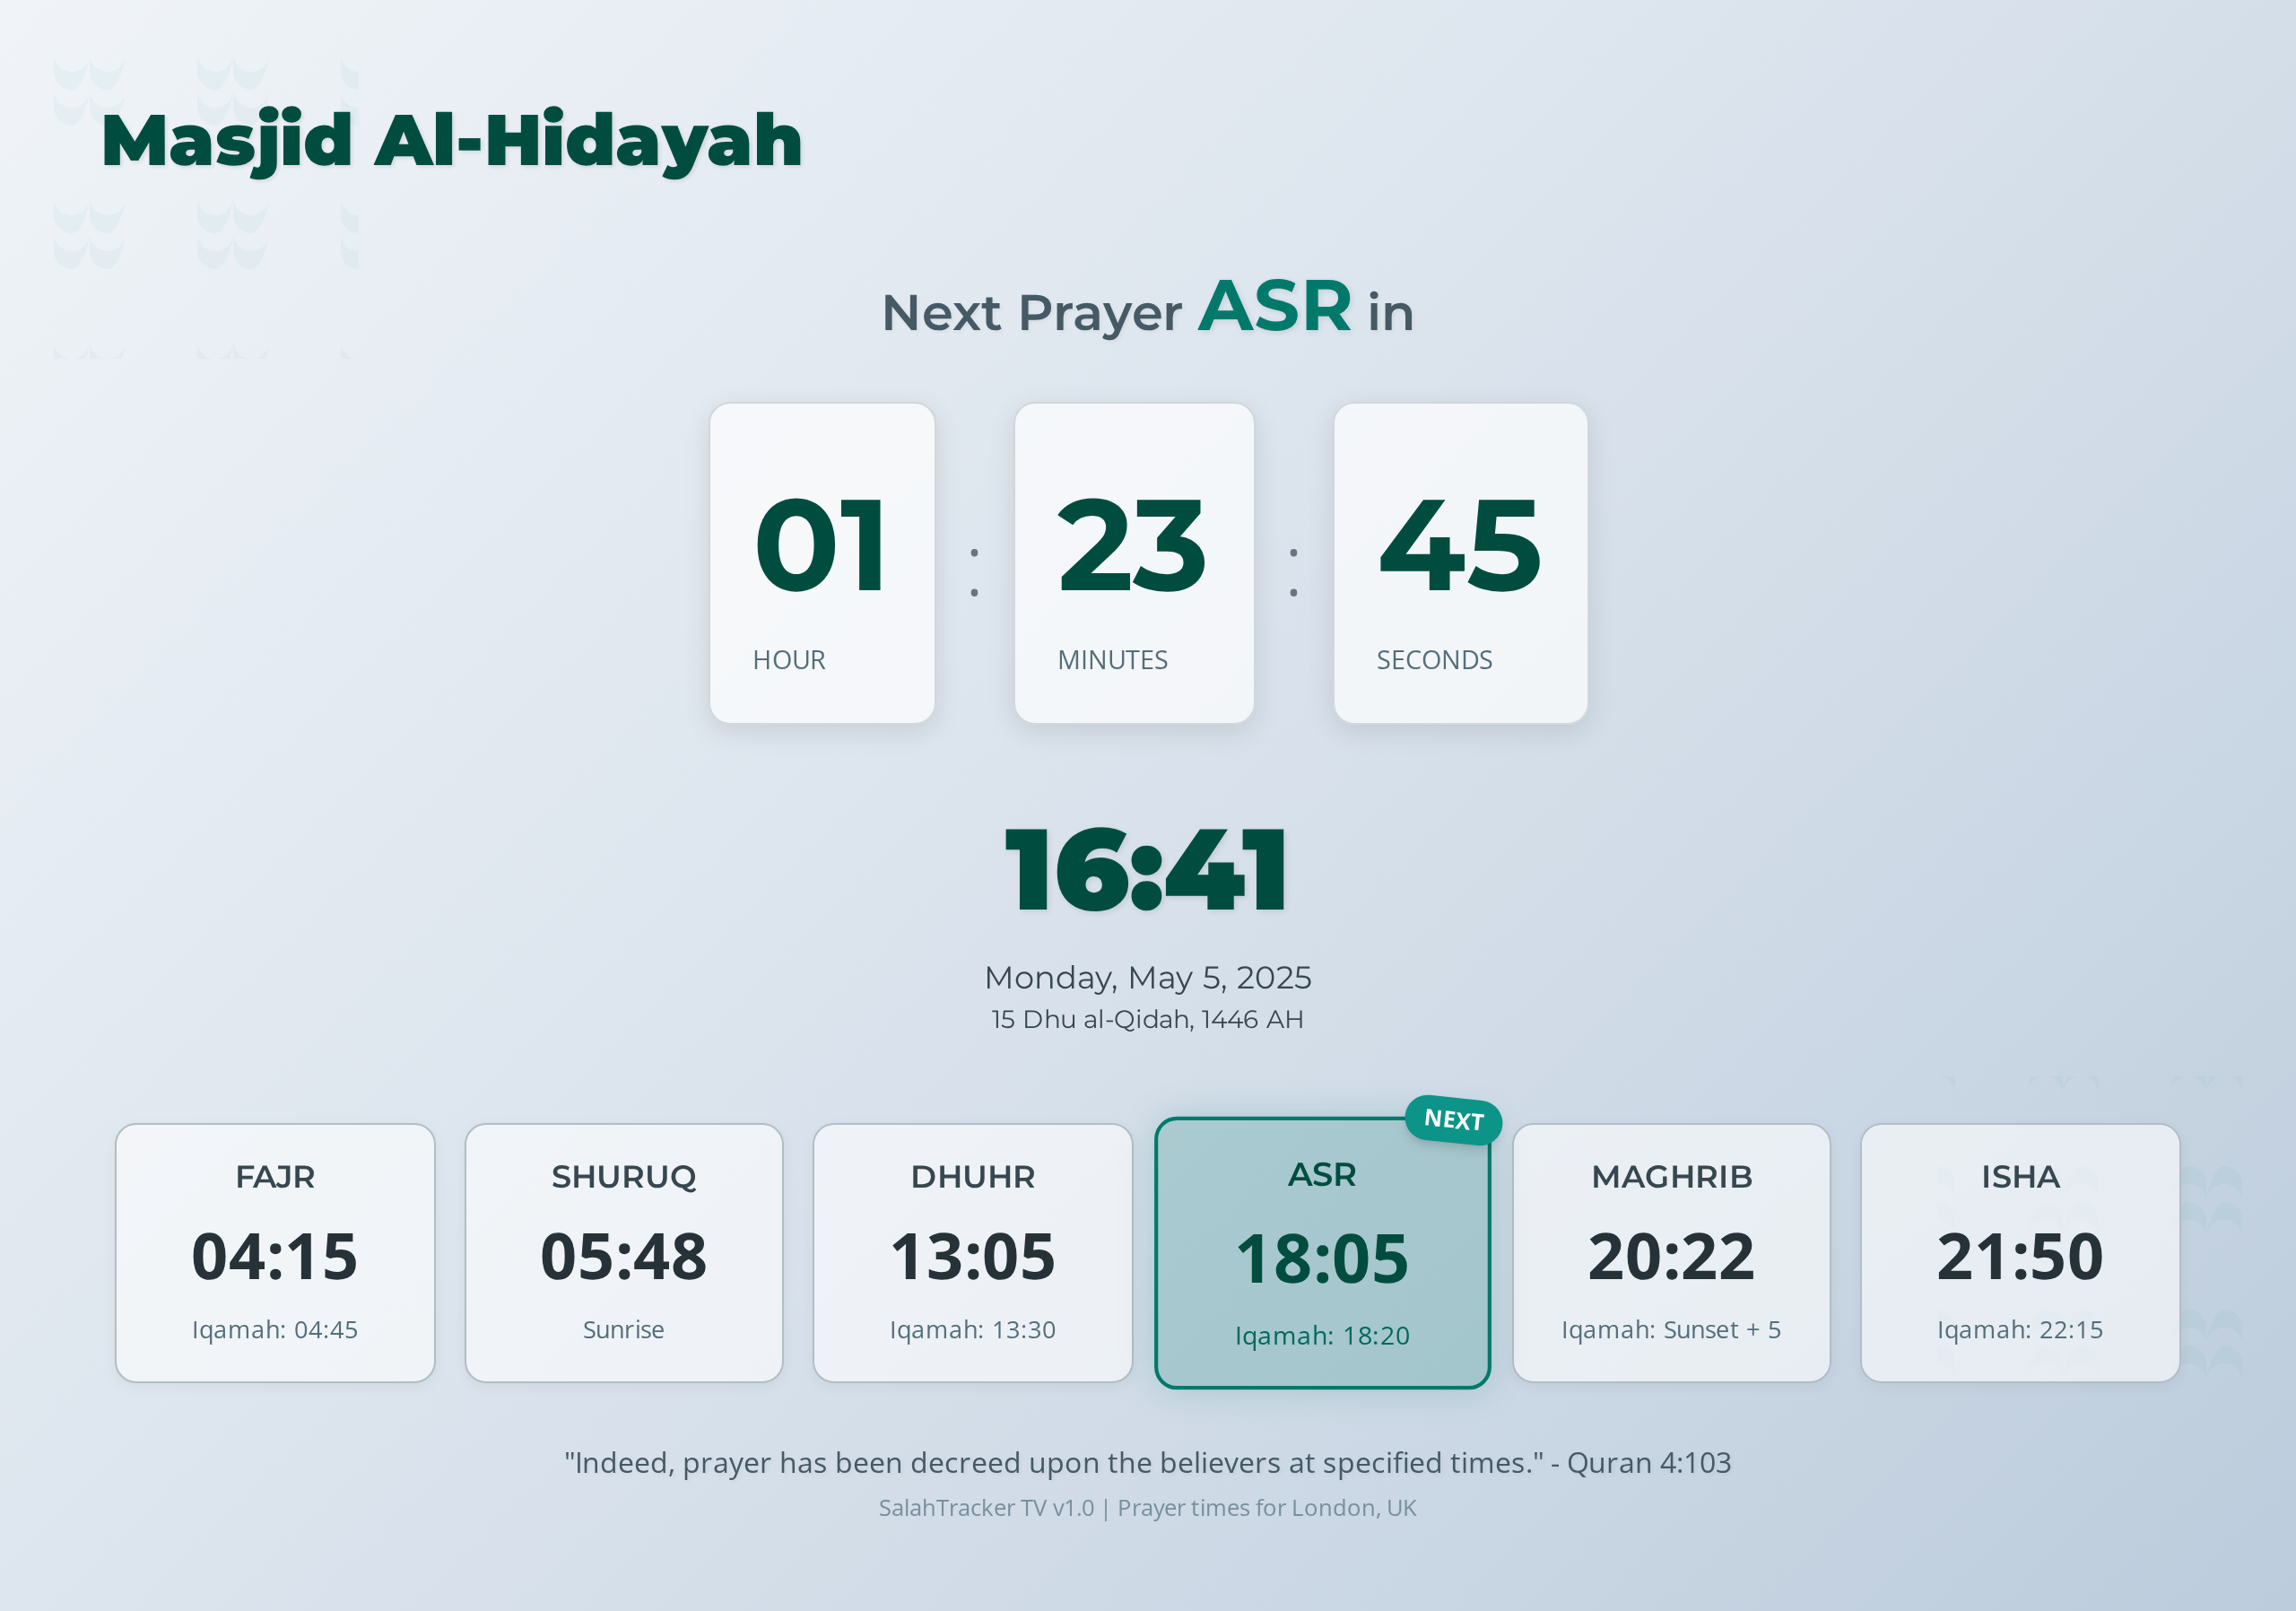 Masjid Al-Hidayah
Next Prayer ASR in
01 : 23 : 45
HOUR MINUTES SECONDS
16:41
Monday, May 5, 2025
15 Dhu al-Qidah, 1446 AH
NEXT
FAJR SHURUQ DHUHR ASR MAGHRIB ISHA
04:15 05:48 13:05 18:05 20:22 21:50
Iqamah: 04:45 Sunrise Iqamah: 13:30 Iqamah: 18:20 Iqamah: Sunset + 5 Iqamah: 22:15
"Indeed, prayer has been decreed upon the believers at specified times." - Quran 4:103
SalahTracker TV v1.0 | Prayer times for London, UK